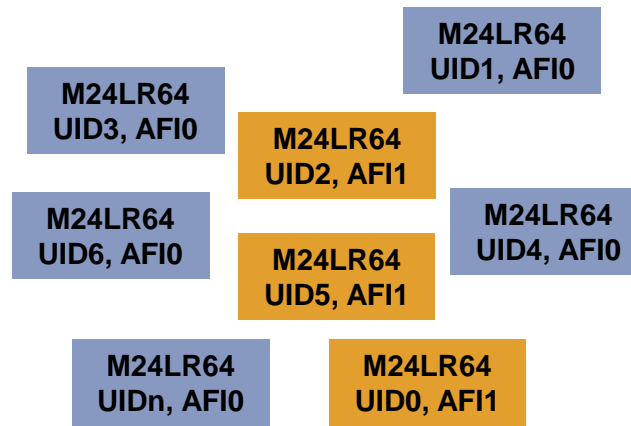 M24LR64
UID1, AFI0
M24LR64
UID3, AFI0
M24LR64
UID2, AFI1
M24LR64
UID6, AFI0
M24LR64
UID4, AFI0
M24LR64
UID5, AFI1
M24LR64
UIDn, AFI0
M24LR64
UID0, AFI1